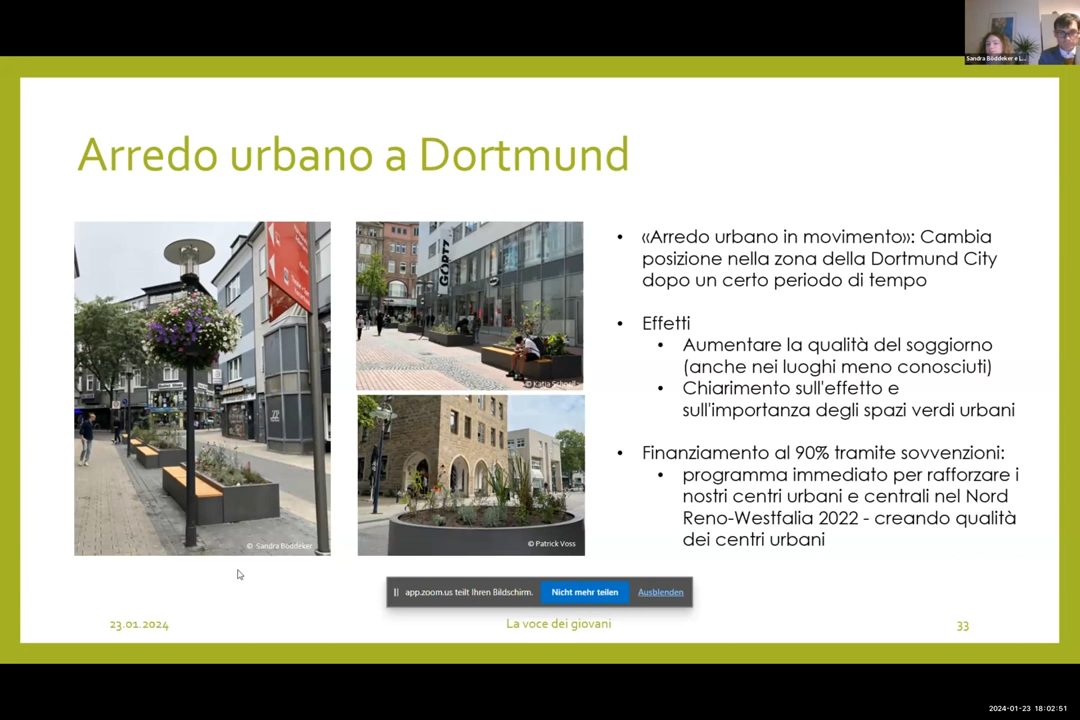 Sandra Böddeker e L...
Arredo urbano a Dortmund
GÖRTZ
© Sandra Böddeker
© Katja Schnell
© Patrick Voss
• «Arredo urbano in movimento»: Cambia
posizione nella zona della Dortmund City
dopo un certo periodo di tempo
• Effetti
• Aumentare la qualità del soggiorno
(anche nei luoghi meno conosciuti)
• Chiarimento sull'effetto e
sull'importanza degli spazi verdi urbani
• Finanziamento al 90% tramite sovvenzioni:
• programma immediato per rafforzare i
nostri centri urbani e centrali nel Nord
Reno-Westfalia 2022 - creando qualità
dei centri urbani
app.zoom.us teilt Ihren Bildschirm. Nicht mehr teilen Ausblenden
23.01.2024 La voce dei giovani 33
2024-01-23 18:02:51